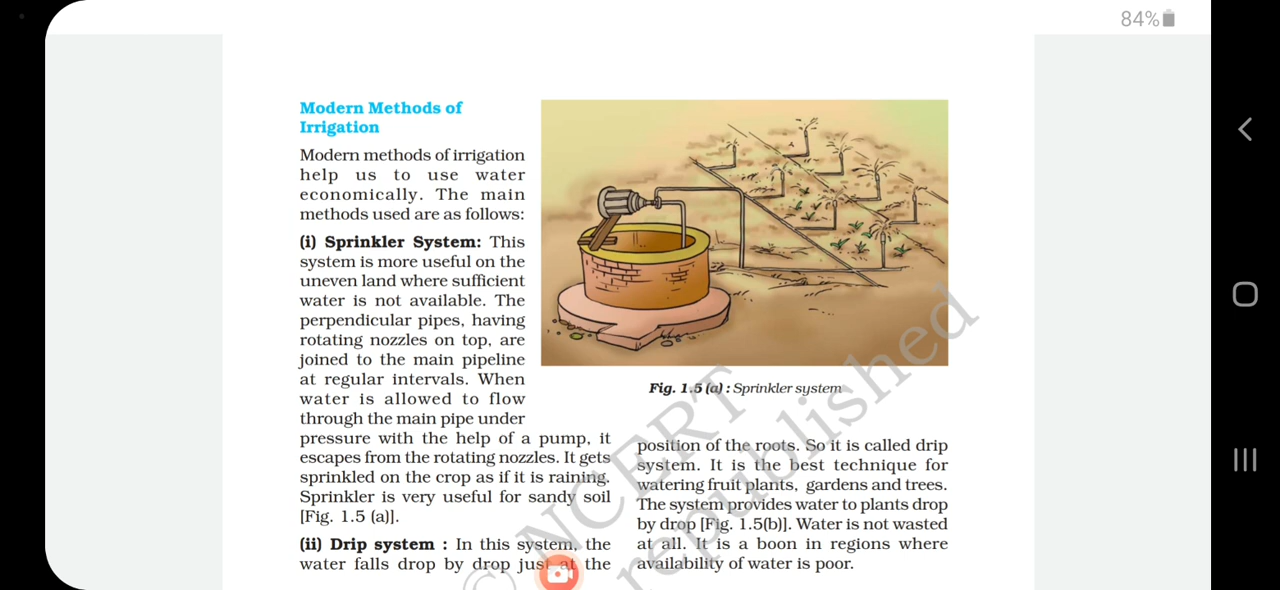 84%
Modern Methods of
Irrigation
Modern methods of irrigation
help us to use water
economically. The main
methods used are as follows:
(i) Sprinkler System: This
system is more useful on the
uneven land where sufficient
water is not available. The
perpendicular pipes, having
rotating nozzles on top, are
joined to the main pipeline
at regular intervals. When
water is allowed to flow
through the main pipe under
pressure with the help of a pump, it
escapes from the rotating nozzles. It gets
sprinkled on the crop as if it is raining.
Sprinkler is very useful for sandy soil
[Fig. 1.5 (a)].
(ii) Drip system : In this system, the
water falls drop by drop just at the
Fig. 1.5 (a) : Sprinkler system
position of the roots. So it is called drip
system. It is the best technique for
watering fruit plants, gardens and trees.
The system provides water to plants drop
by drop [Fig. 1.5(b)]. Water is not wasted
at all. It is a boon in regions where
availability of water is poor.
© NCERT
republished